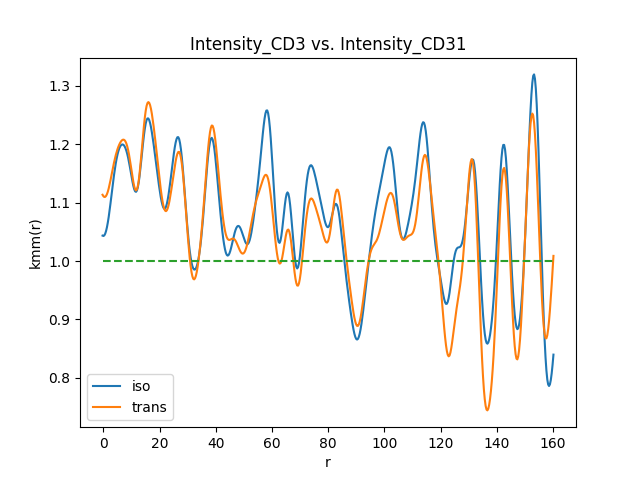 Intensity_CD3 vs. Intensity_CD31
kmm(r)
1.3
1.2
1.1
1.0
0.9
0.8
iso
trans
0 20 40 60 80 100 120 140 160
r